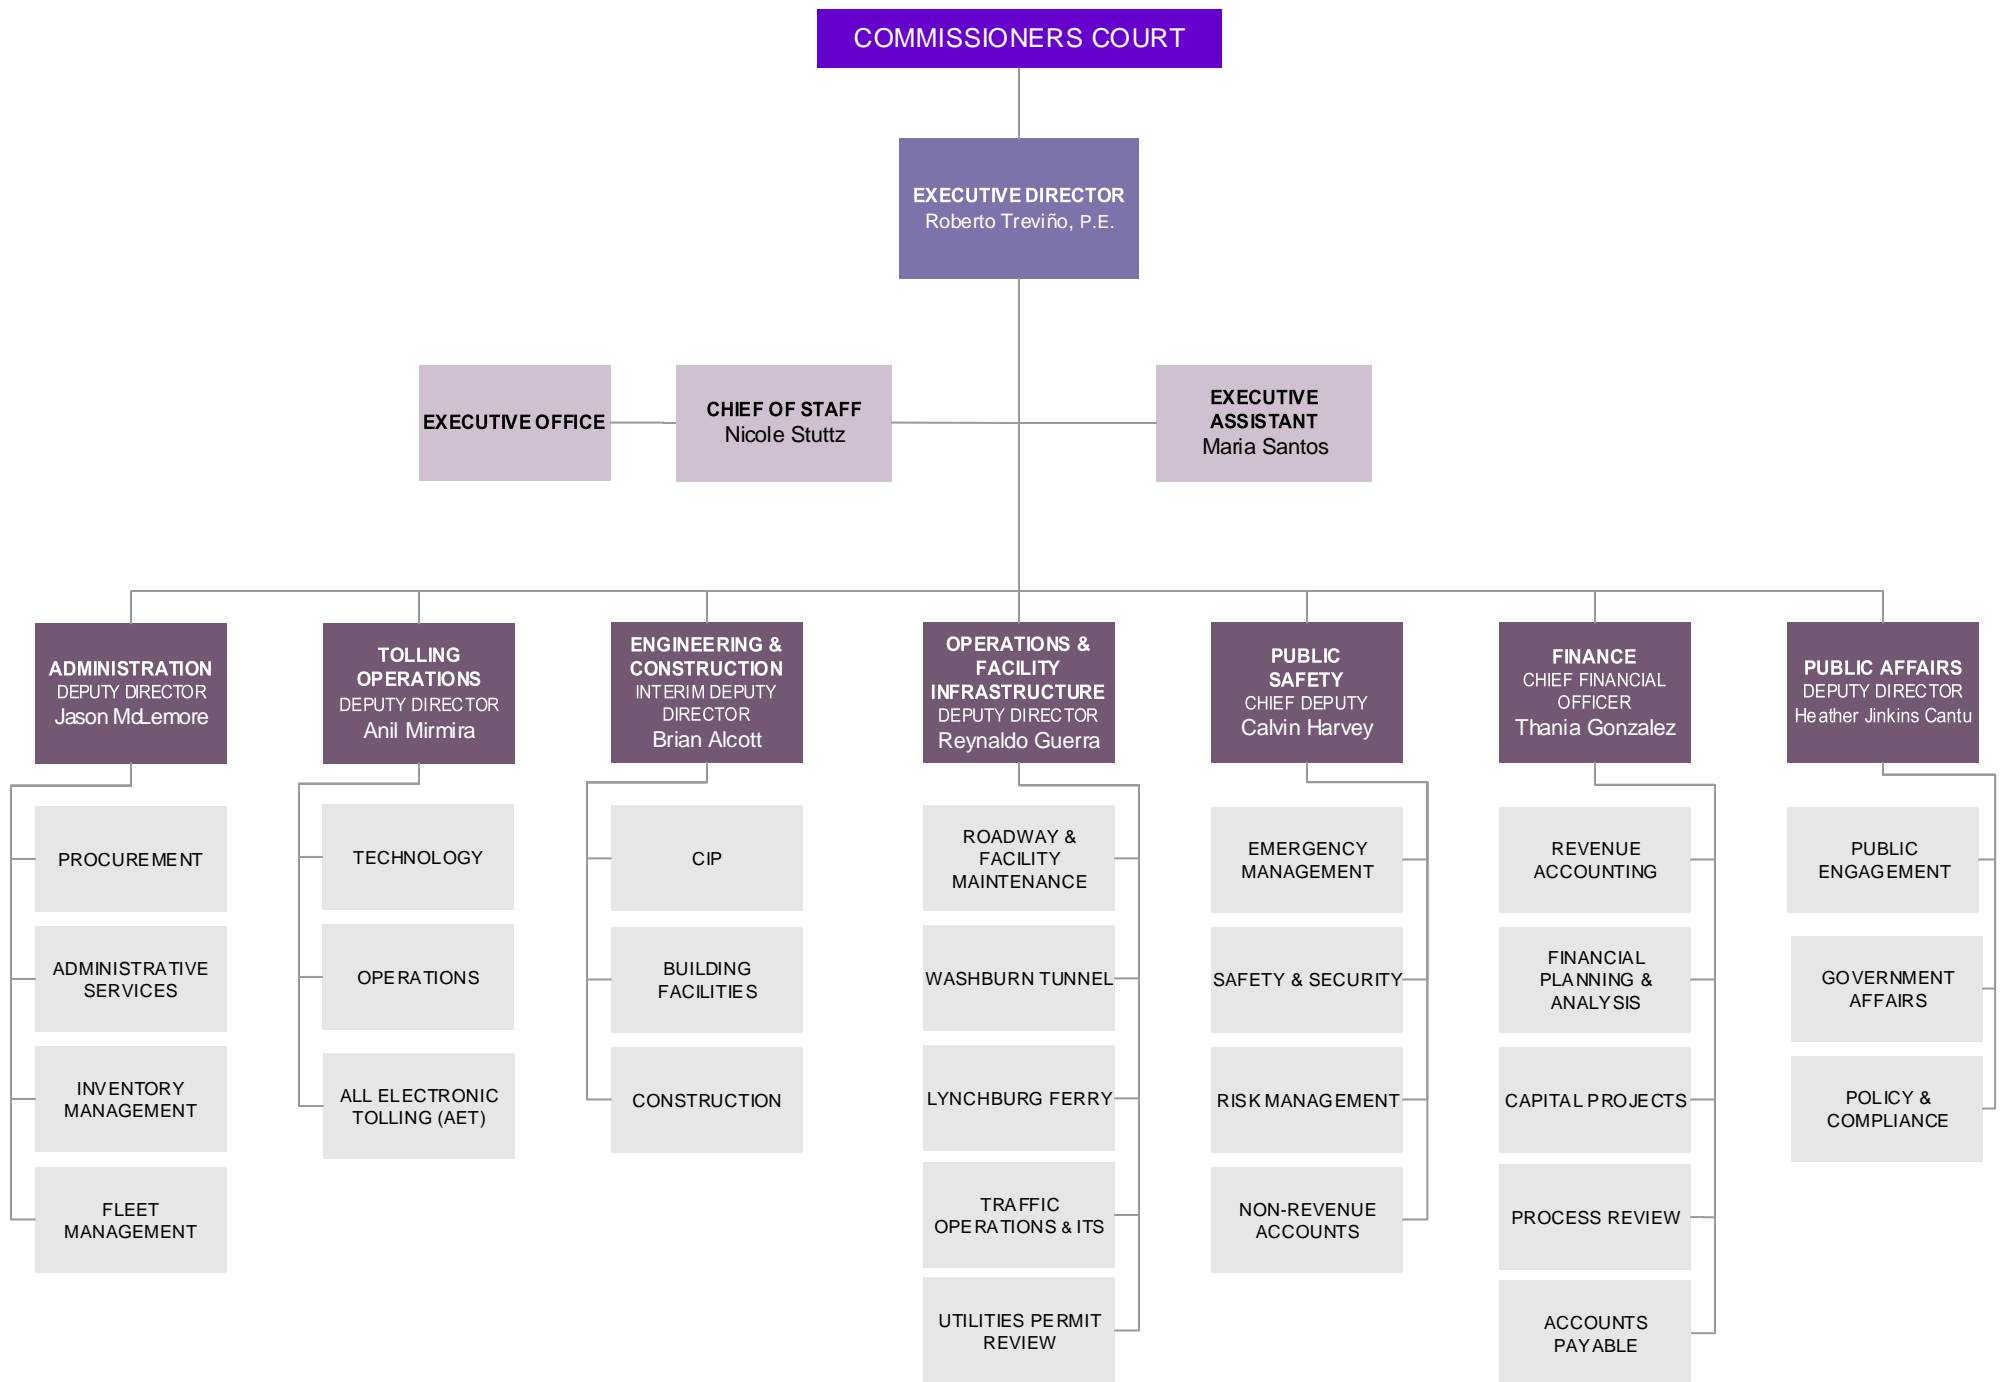 COMMISSIONERS COURT
EXECUTIVE DIRECTOR
Roberto Treviño, P.E.
EXECUTIVE OFFICE
CHIEF OF STAFF
Nicole Stuttz
EXECUTIVE
ASSISTANT
Maria Santos
ADMINISTRATION
DEPUTY DIRECTOR
Jason McLemore
PROCUREMENT
ADMINISTRATIVE
SERVICES
INVENTORY
MANAGEMENT
FLEET
MANAGEMENT
TOLLING
OPERATIONS
DEPUTY DIRECTOR
Anil Mirmira
TECHNOLOGY
OPERATIONS
ALL ELECTRONIC
TOLLING (AET)
ENGINEERING &
CONSTRUCTION
INTERIM DEPUTY
DIRECTOR
Brian Alcott
CIP
BUILDING
FACILITIES
CONSTRUCTION
OPERATIONS &
FACILITY
INFRASTRUCTURE
DEPUTY DIRECTOR
Reynaldo Guerra
ROADWAY &
FACILITY
MAINTENANCE
WASHBURN TUNNEL
LYNCHBURG FERRY
TRAFFIC
OPERATIONS & ITS
UTILITIES PERMIT
REVIEW
PUBLIC
SAFETY
CHIEF DEPUTY
Calvin Harvey
EMERGENCY
MANAGEMENT
SAFETY & SECURITY
RISK MANAGEMENT
NON-REVENUE
ACCOUNTS
FINANCE
CHIEF FINANCIAL
OFFICER
Thania Gonzalez
REVENUE
ACCOUNTING
FINANCIAL
PLANNING &
ANALYSIS
CAPITAL PROJECTS
PROCESS REVIEW
ACCOUNTS
PAYABLE
PUBLIC AFFAIRS
DEPUTY DIRECTOR
Heather Jinkins Cantu
PUBLIC
ENGAGEMENT
GOVERNMENT
AFFAIRS
POLICY &
COMPLIANCE